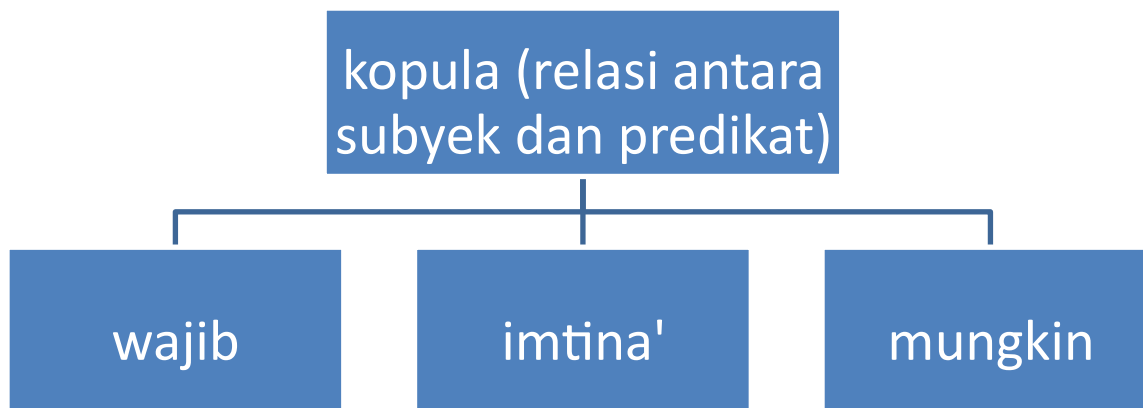 kopula (relasi antara
subyek dan predikat)
wajib
imtina'
mungkin